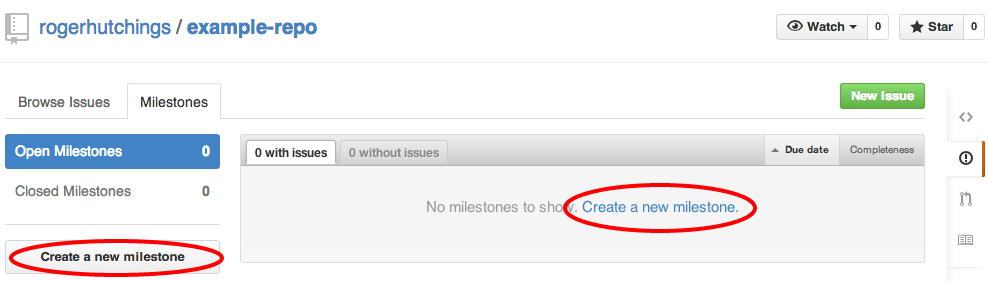 rogerhutchings / example-repo
Watch 0 Star 0
Browse Issues Milestones New Issue
Open Milestones 0
0 with issues 0 without issues Due date Completeness
Closed Milestones 0
No milestones to show. Create a new milestone.
Create a new milestone